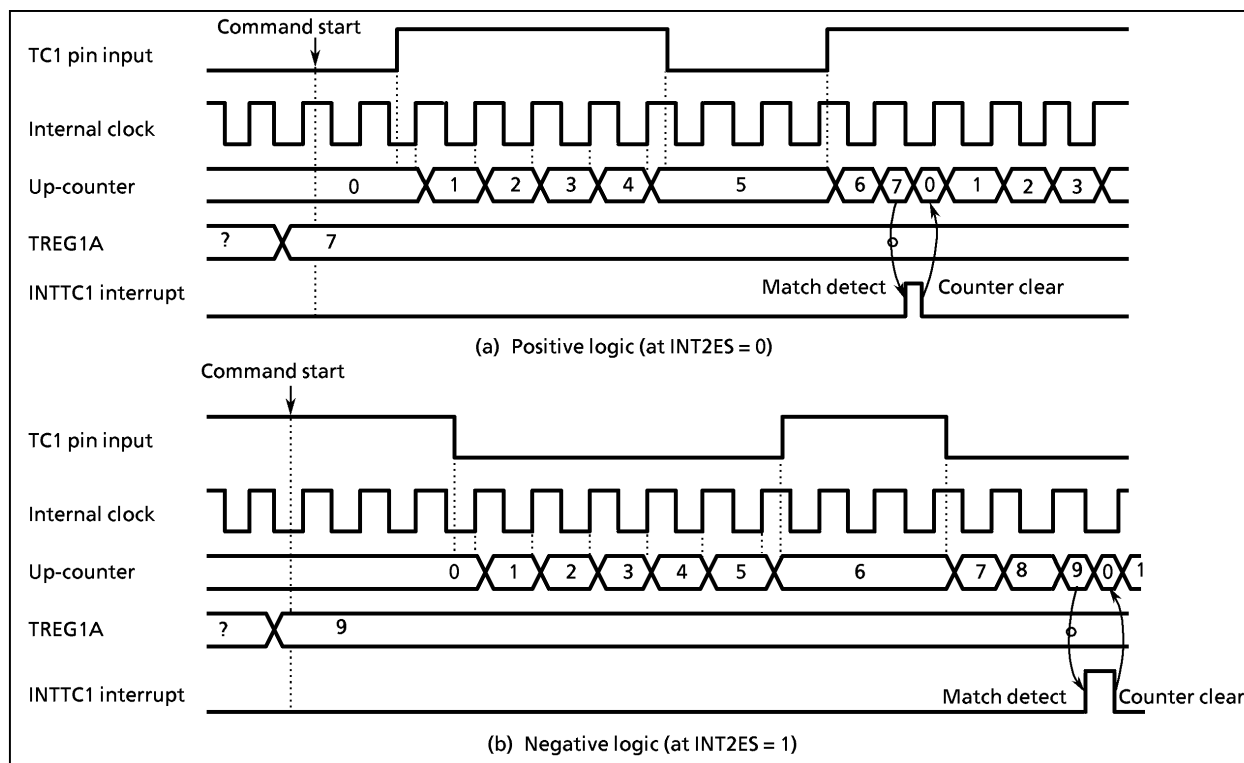 Command start
TC1 pin input
Internal clock
Up-counter 0 1 2 3 4 5 6 7 0 1 2 3
TREG1A ? 7
INTTC1 interrupt Match detect Counter clear
(a) Positive logic (at INT2ES = 0)
Command start
TC1 pin input
Internal clock
Up-counter 0 1 2 3 4 5 6 7 8 9 0 1
TREG1A ? 9
INTTC1 interrupt Match detect Counter clear
(b) Negative logic (at INT2ES = 1)